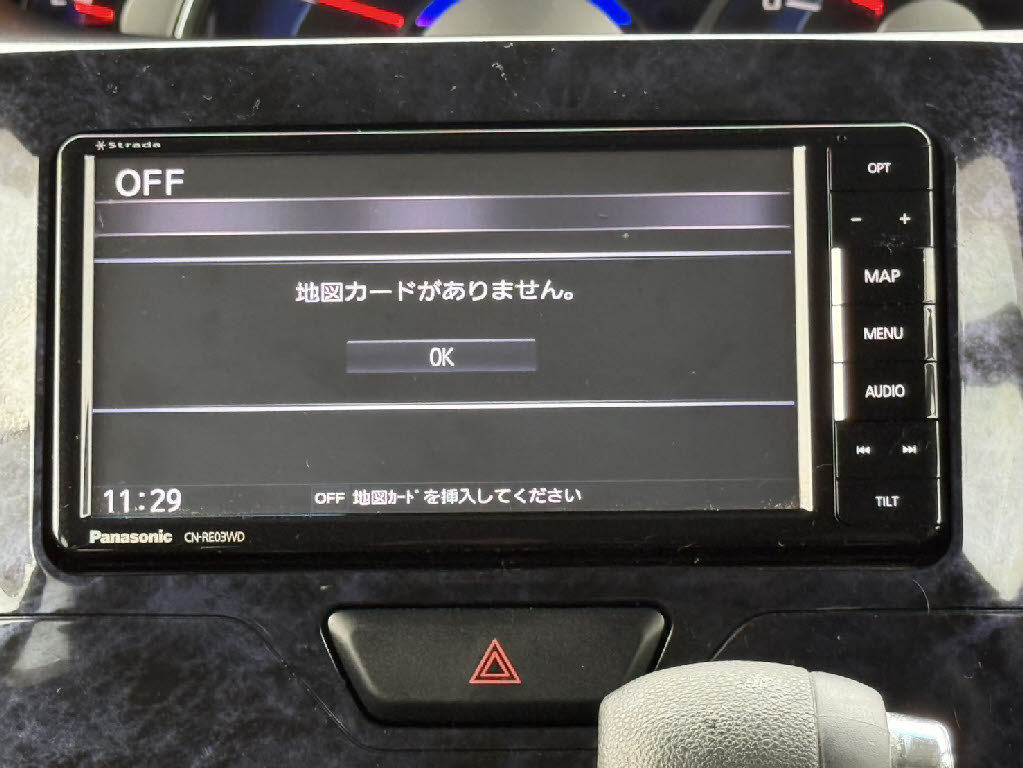 Strada
OFF
地図カードがありません。
OK
11:29
OFF 地図ｶｰﾄﾞを挿入してください
Panasonic CN-RE03WD
OPT
− +
MAP
MENU
AUDIO
TILT